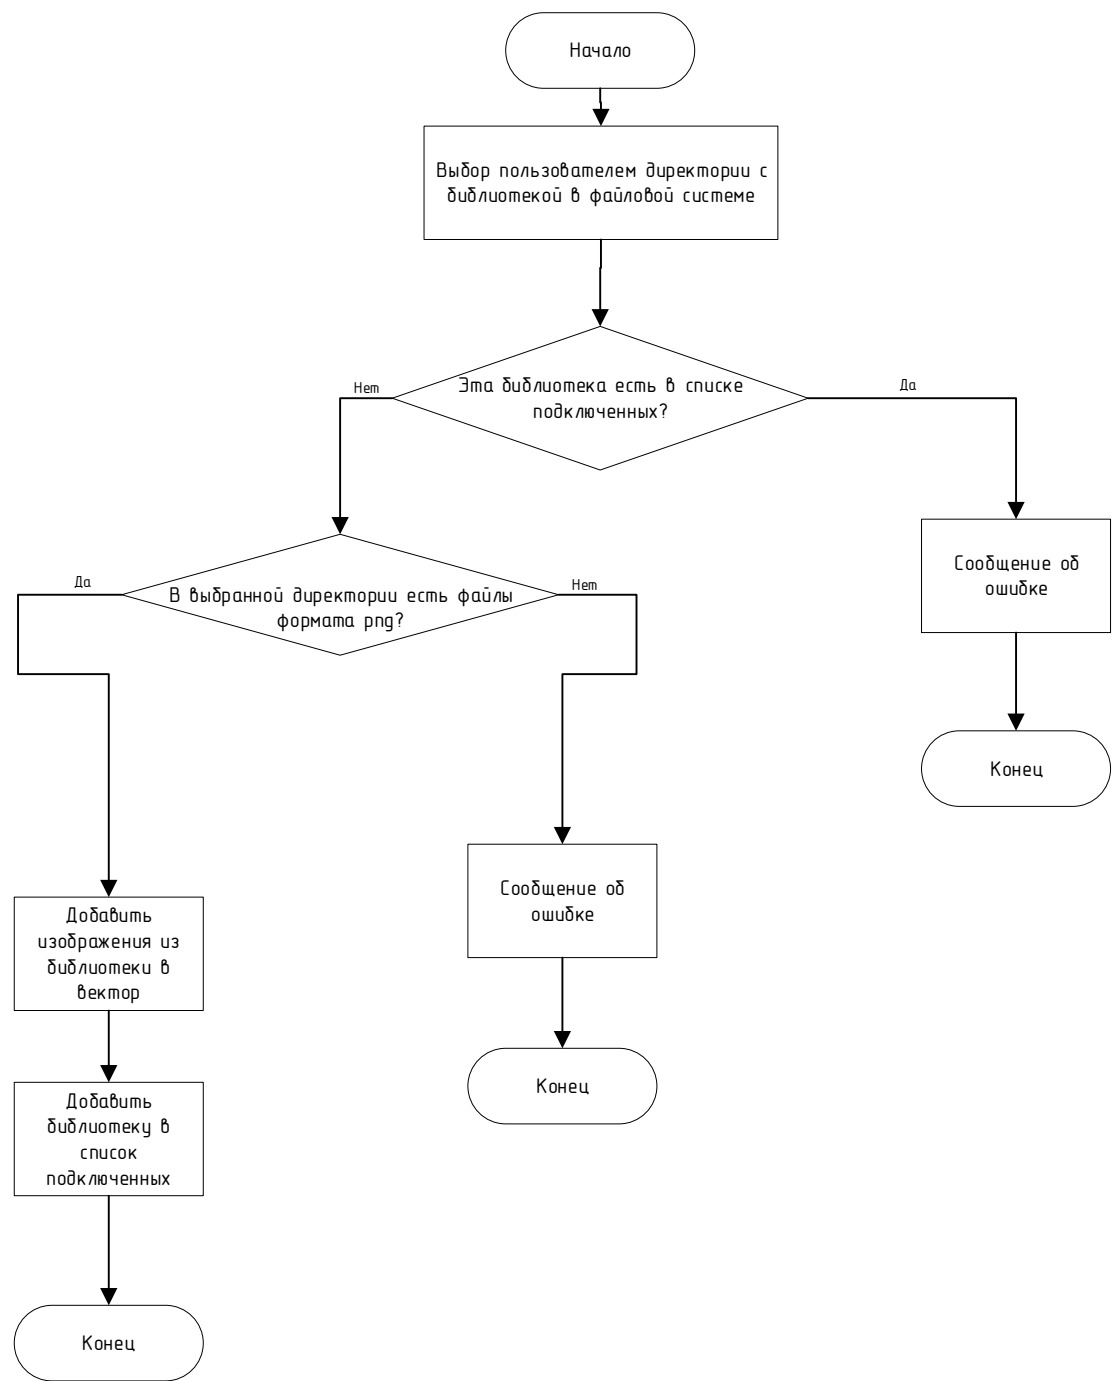 Начало
Выбор пользователем директории с
библиотекой в файловой системе
Эта библиотека есть в списке
подключенных?
Нет
Да
В выбранной директории есть файлы
формата png?
Да
Нет
Сообщение об
ошибке
Конец
Сообщение об
ошибке
Конец
Добавить
изображения из
библиотеки в
вектор
Добавить
библиотеку в
список
подключенных
Конец